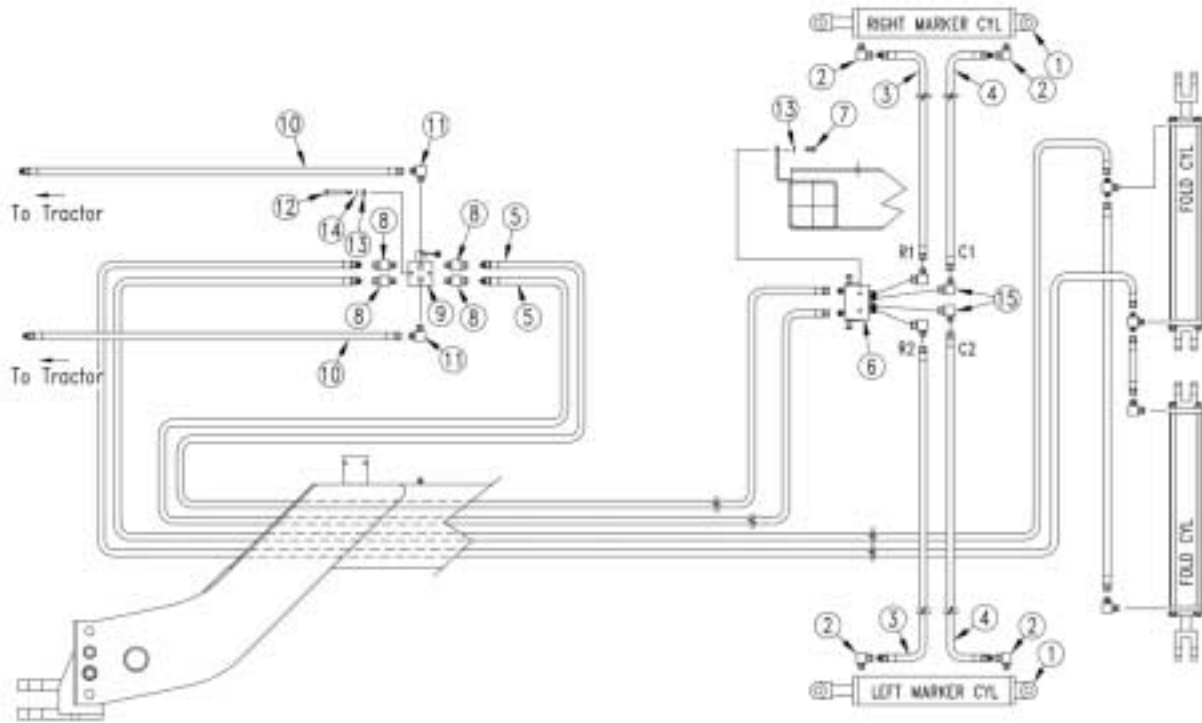 RIGHT MARKER CYL
1
2
2
3
4
13
7
FOLD CYL
10
11
To Tractor
12
14
13
8
8
5
R1
C1
8
9
8
5
15
10
11
To Tractor
6
R2
C2
FOLD CYL
2
3
4
2
1
LEFT MARKER CYL